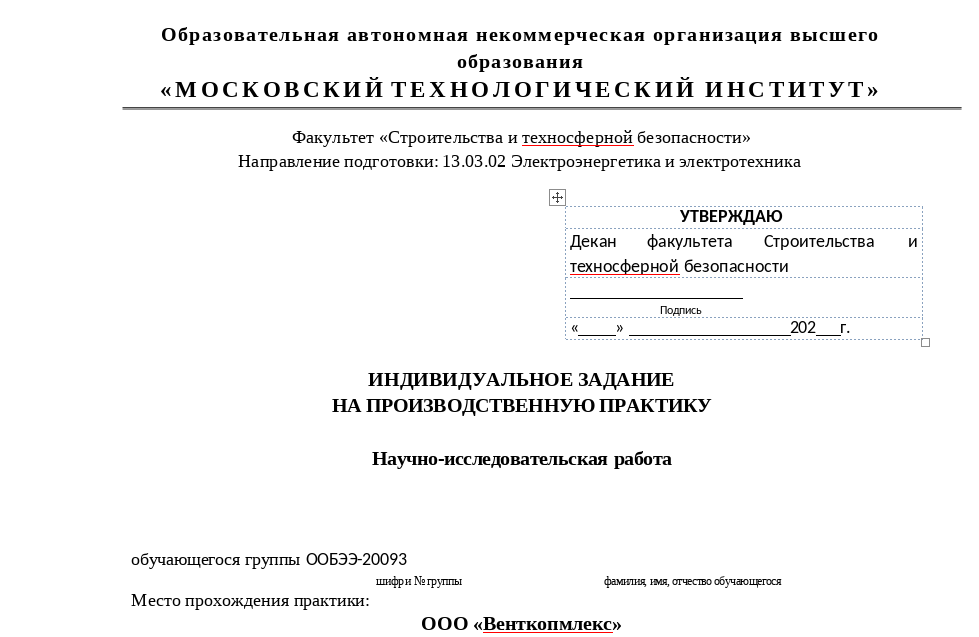 Образовательная автономная некоммерческая организация высшего
образования
«МОСКОВСКИЙ ТЕХНОЛОГИЧЕСКИЙ ИНСТИТУТ»
Факультет «Строительства и техносферной безопасности»
Направление подготовки: 13.03.02 Электроэнергетика и электротехника
УТВЕРЖДАЮ
Декан факультета Строительства и
техносферной безопасности
____________________
Подпись
«____» ___________________202___г.
ИНДИВИДУАЛЬНОЕ ЗАДАНИЕ
НА ПРОИЗВОДСТВЕННУЮ ПРАКТИКУ
Научно-исследовательская работа
обучающегося группы ООБЭЭ-20093
шифр и № группы фамилия, имя, отчество обучающегося
Место прохождения практики:
ООО «Венткопмлекс»